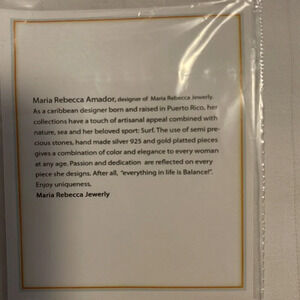 Maria Rebecca Amador, designer of Maria Rebecca Jewerly.
As a caribbean designer born and raised in Puerto Rico, her
collections have a touch of artisanal appeal combined with
nature, sea and her beloved sport: Surf. The use of semi pre-
cious stones, hand made silver 925 and gold platted pieces
gives a combination of color and elegance to every woman
at any age. Passion and dedication are reflected on every
piece she designs. After all, "everything in life is Balance!".
Enjoy uniqueness.
Maria Rebecca Jewerly